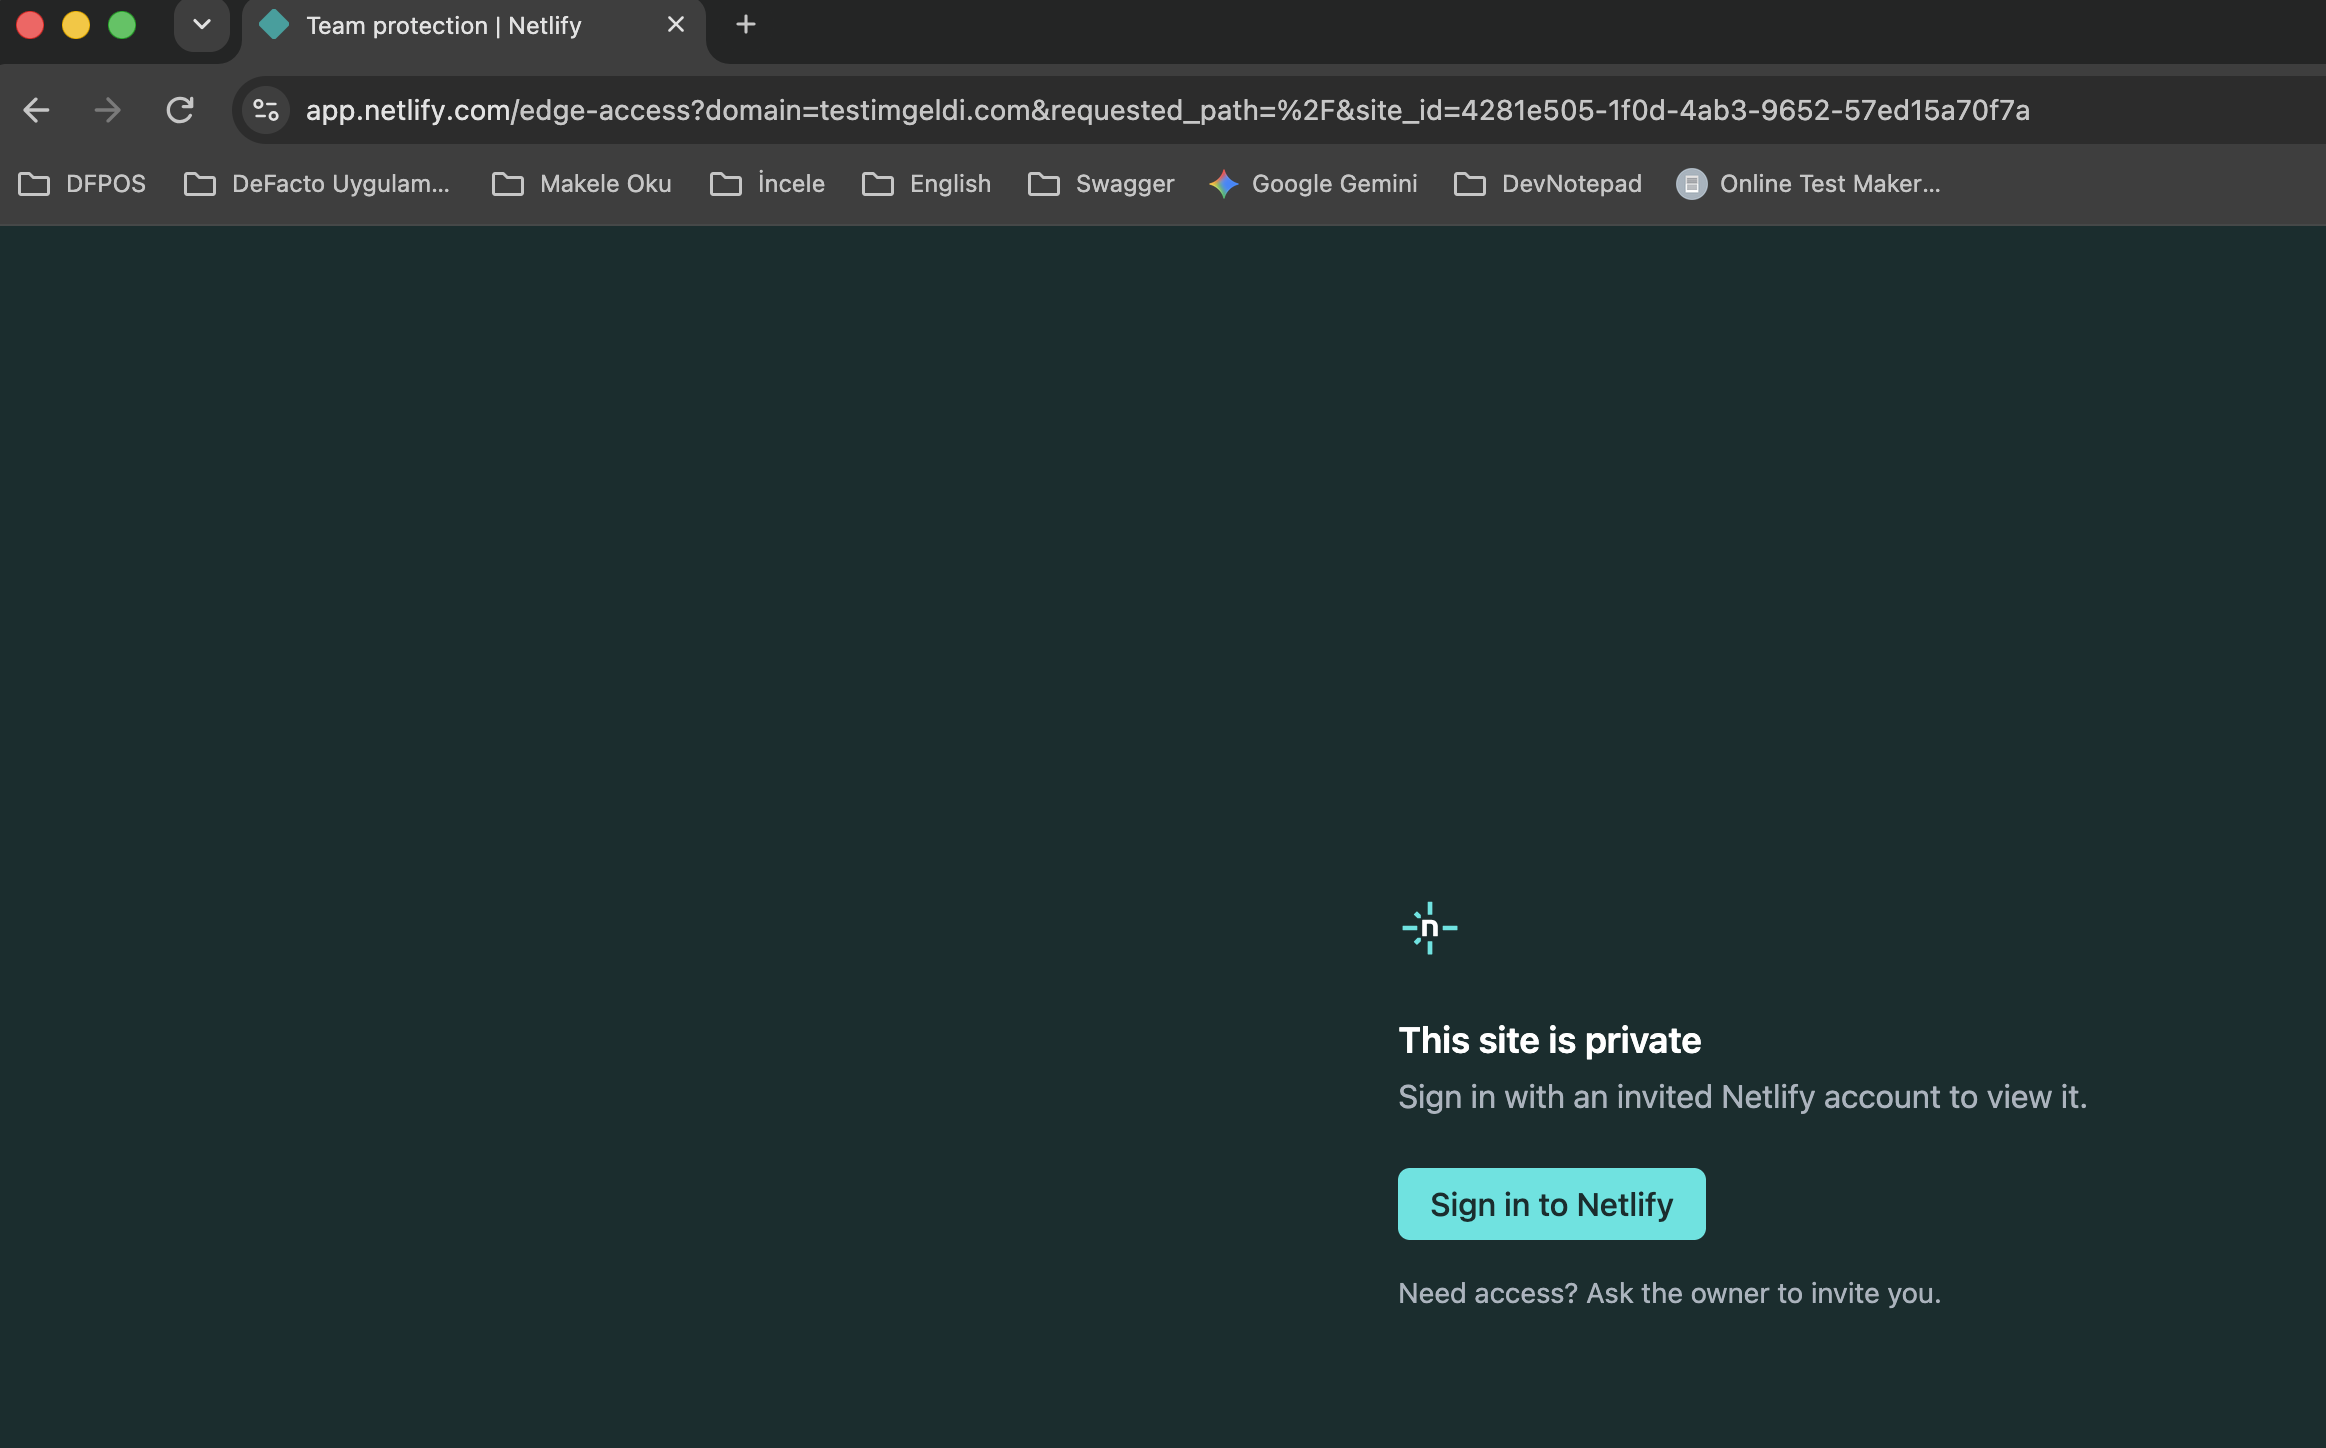 Team protection | Netlify
app.netlify.com/edge-access?domain=testimgeldi.com&requested_path=%2F&site_id=4281e505-1f0d-4ab3-9652-57ed15a70f7a
DFPOS DeFacto Uygulam... Makele Oku İncele English Swagger Google Gemini DevNotepad Online Test Maker...
n
This site is private
Sign in with an invited Netlify account to view it.
Sign in to Netlify
Need access? Ask the owner to invite you.